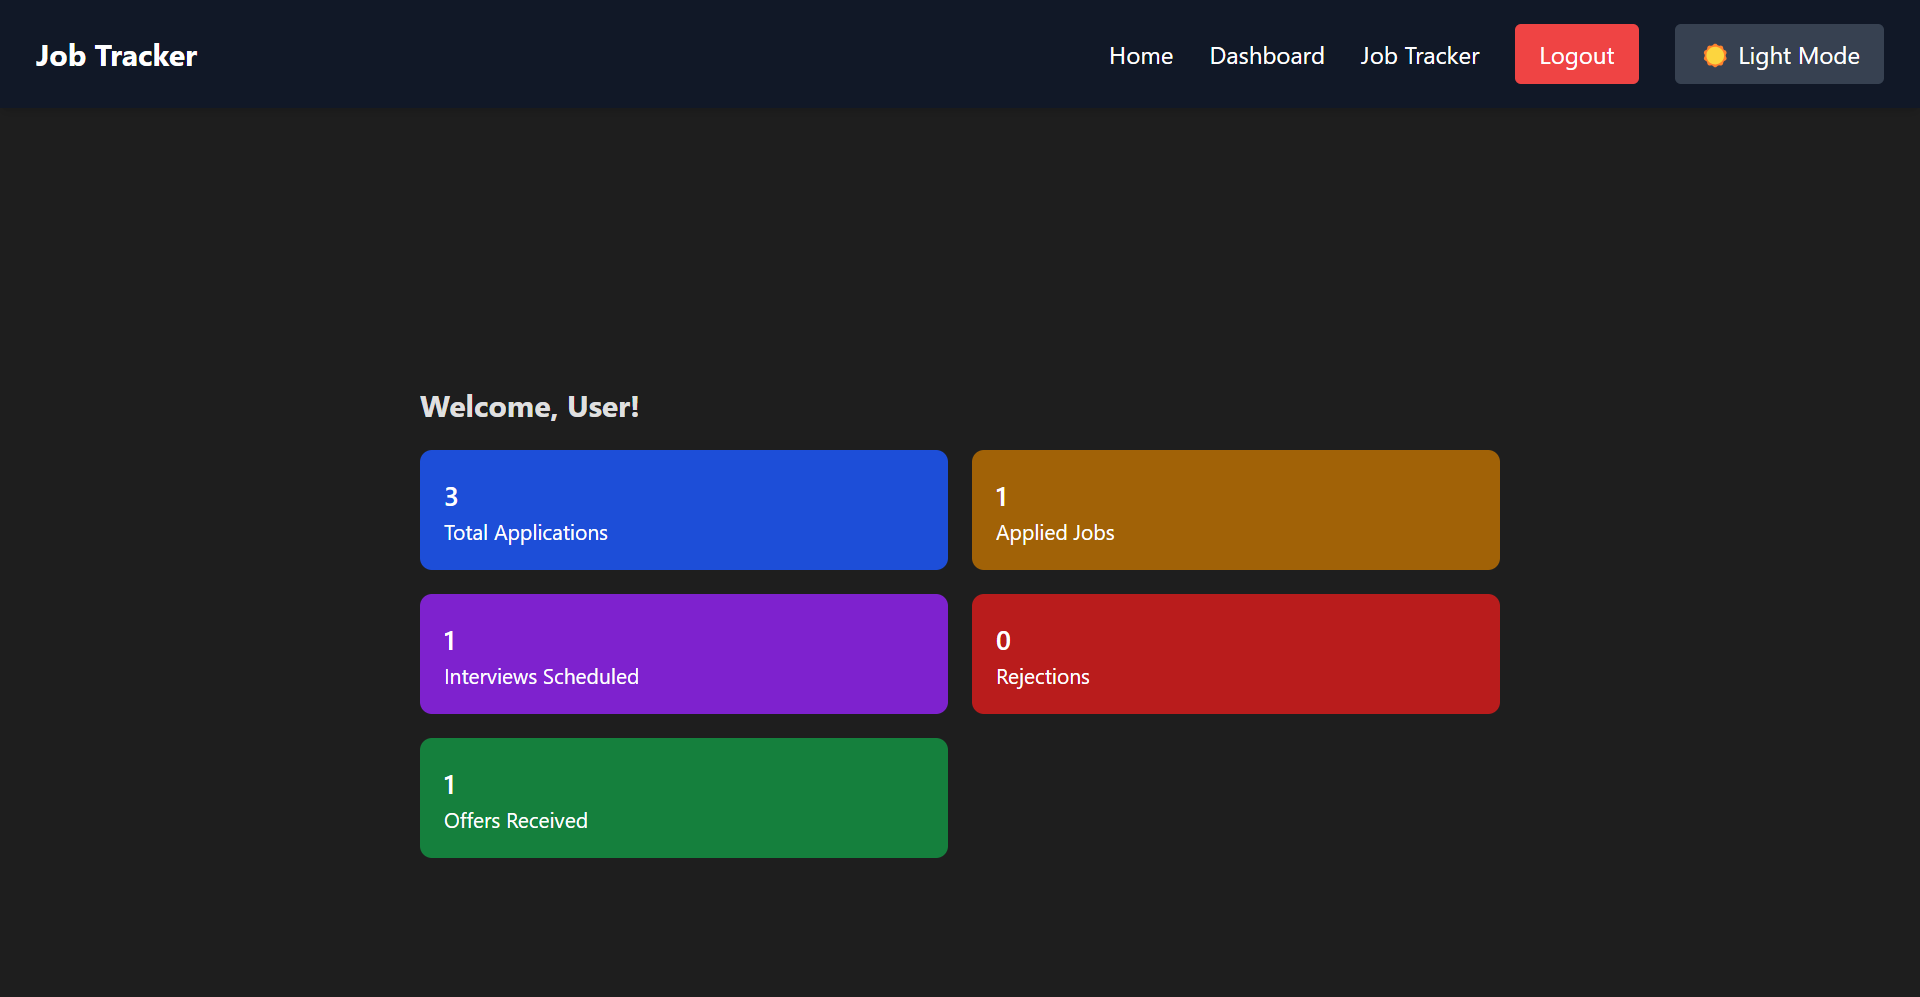 Job Tracker
Home
Dashboard
Job Tracker
Logout
Light Mode
Welcome, User!
3
Total Applications
1
Applied Jobs
1
Interviews Scheduled
0
Rejections
1
Offers Received